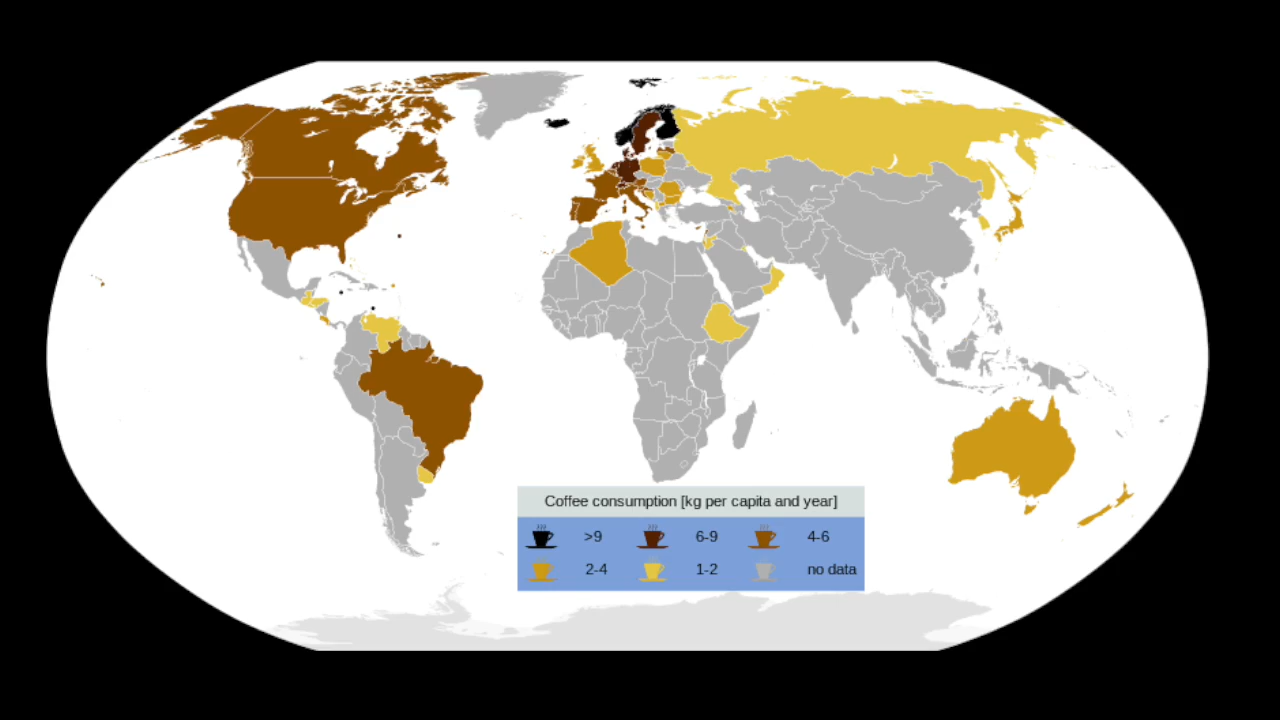 Coffee consumption [kg per capita and year]
>9 6-9 4-6
2-4 1-2 no data